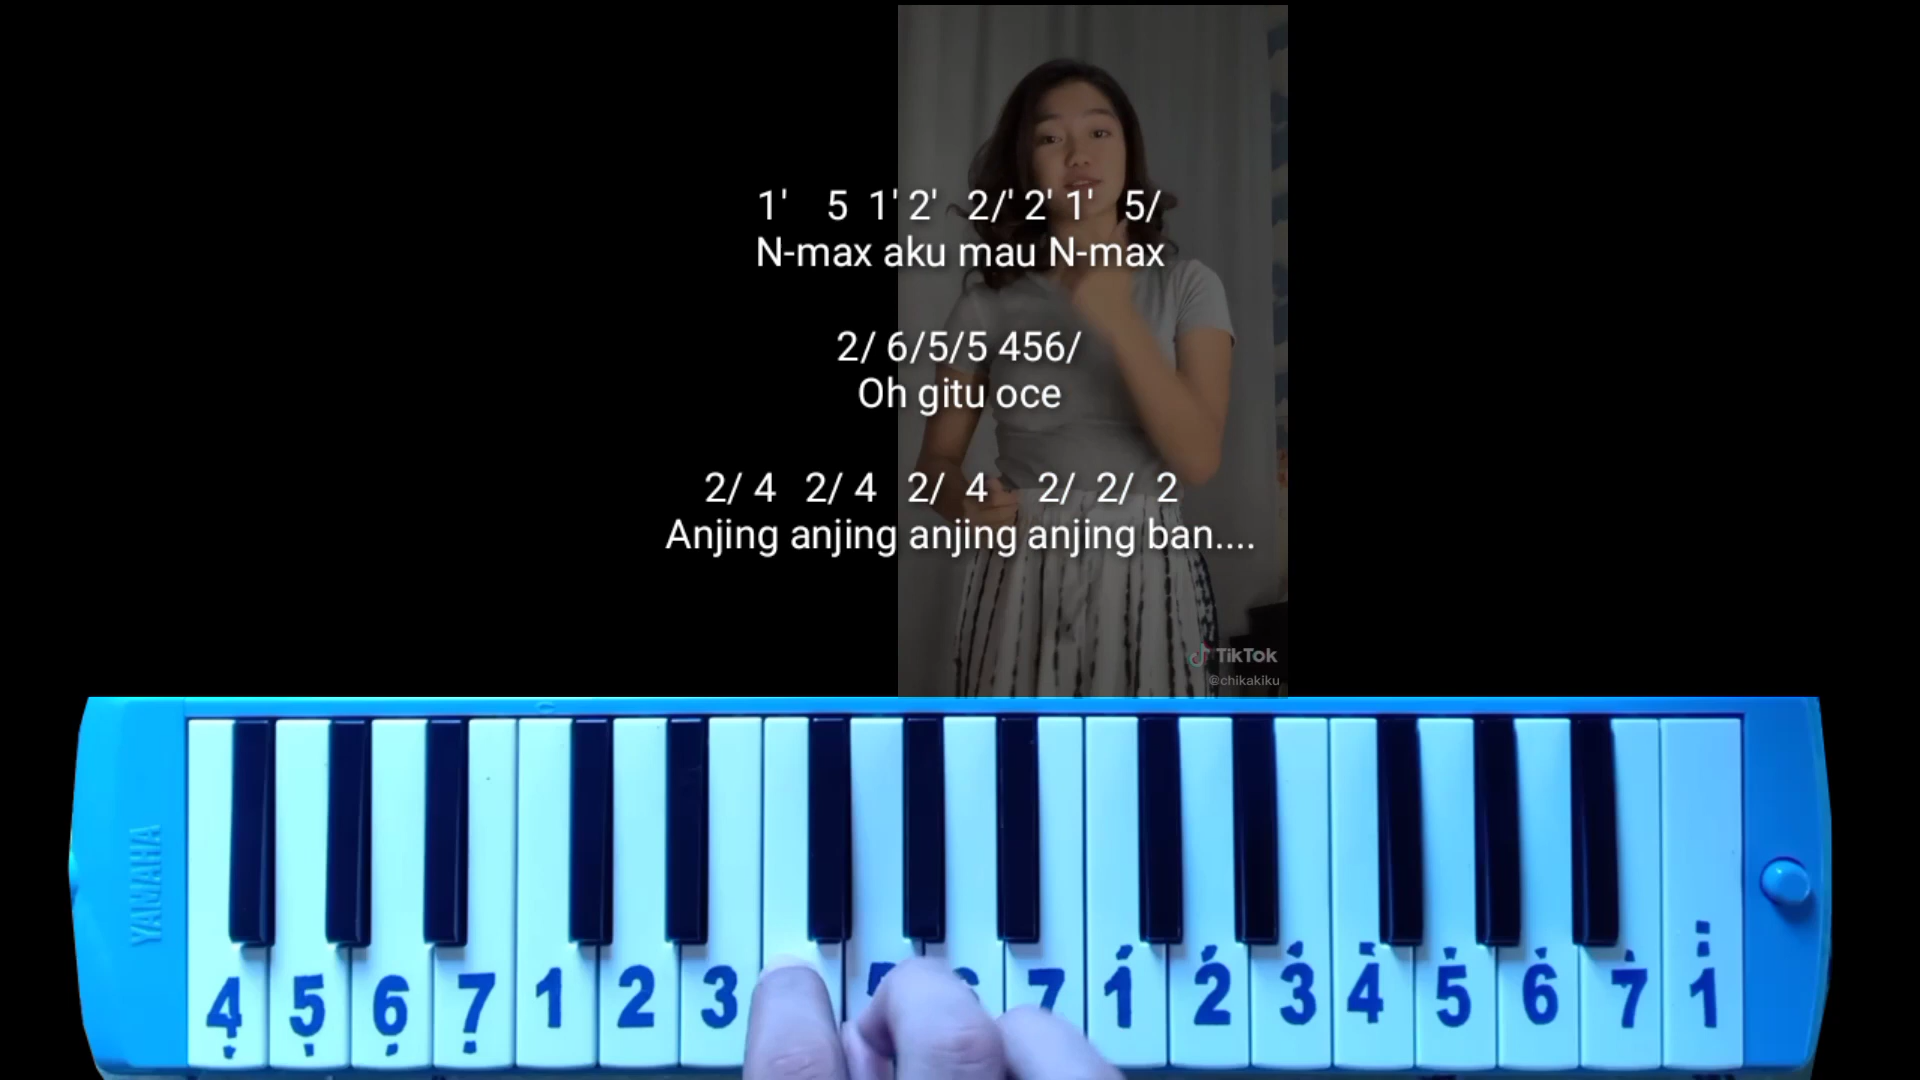 1' 5 1' 2' 2/' 2' 1' 5/
N-max aku mau N-max
2/ 6/5/5 456/
Oh gitu oce
2/ 4 2/ 4 2/ 4 2/ 2/ 2
Anjing anjing anjing anjing ban....
TikTok
@chikakiku
YAMAHA
4 5 6 7 1 2 3 5 6 7 1 2 3 4 5 6 7 1